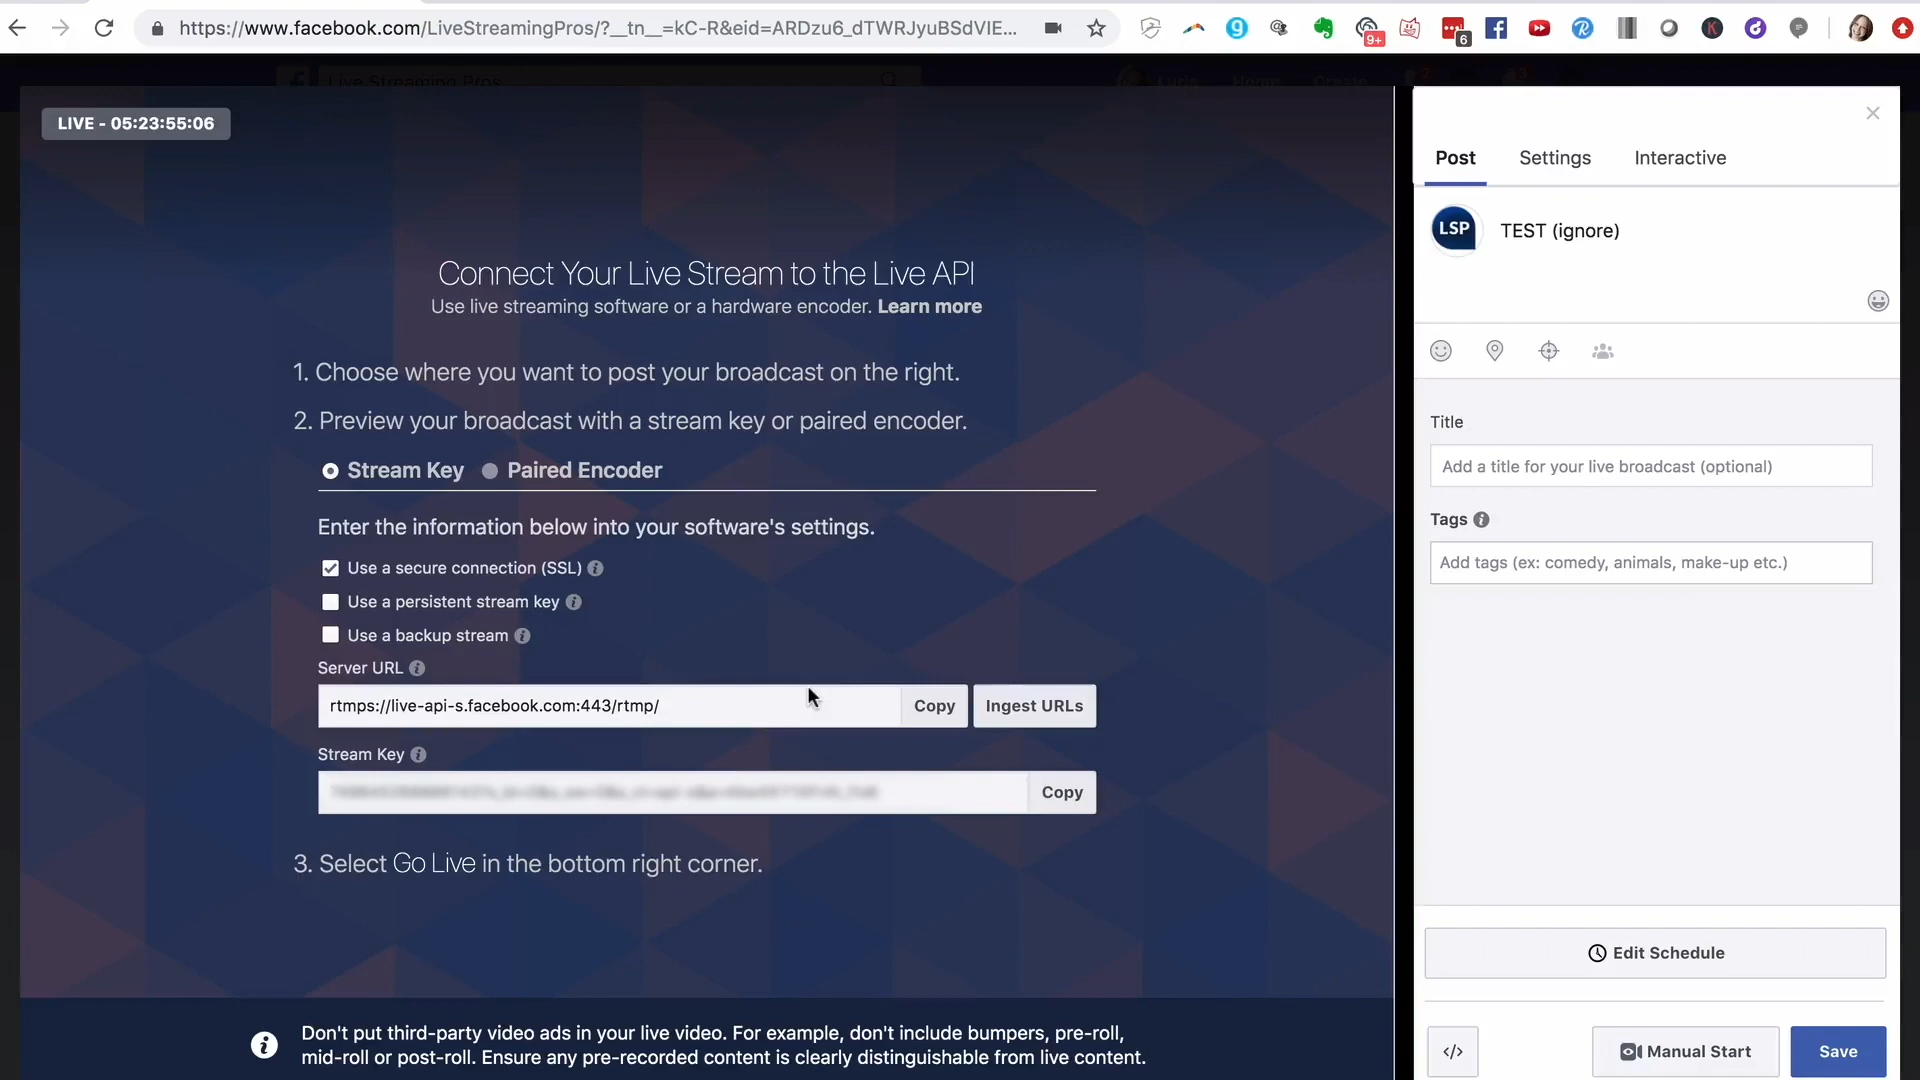 https://www.facebook.com/LiveStreamingPros/?__tn__=kC-R&eid=ARDzu6_dTWRJyuBSdVIE...
9+
6
Live Streaming Pros
Home
Create
LIVE - 05:23:55:06
Connect Your Live Stream to the Live API
Use live streaming software or a hardware encoder. Learn more
1. Choose where you want to post your broadcast on the right.
2. Preview your broadcast with a stream key or paired encoder.
Stream Key
Paired Encoder
Enter the information below into your software's settings.
Use a secure connection (SSL)
Use a persistent stream key
Use a backup stream
Server URL
rtmps://live-api-s.facebook.com:443/rtmp/
Copy
Ingest URLs
Stream Key
Copy
3. Select Go Live in the bottom right corner.
Don't put third-party video ads in your live video. For example, don't include bumpers, pre-roll,
mid-roll or post-roll. Ensure any pre-recorded content is clearly distinguishable from live content.
Post
Settings
Interactive
LSP
TEST (ignore)
Title
Add a title for your live broadcast (optional)
Tags
Add tags (ex: comedy, animals, make-up etc.)
Edit Schedule
</>
Manual Start
Save